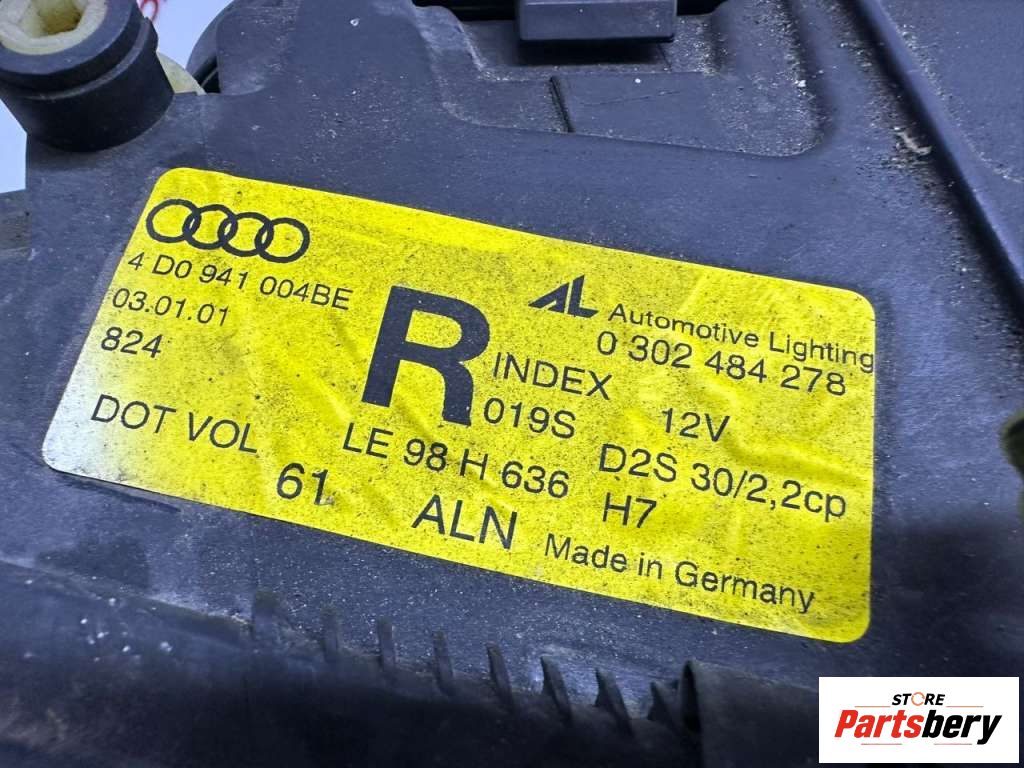 4 D0 941 004BE
03.01.01
824
R
AL Automotive Lighting
0 302 484 278
INDEX
019S
12V
DOT VOL
LE 98 H 636
D2S 30/2,2cp
H7
61
ALN
Made in Germany
STORE
Partsbery